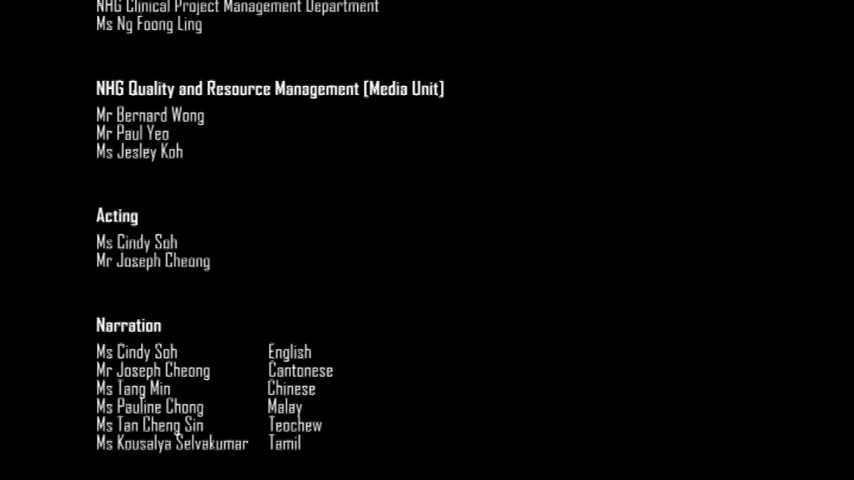 NHG Clinical Project Management Department
Ms Ng Foong Ling
NHG Quality and Resource Management [Media Unit]
Mr Bernard Wong
Mr Paul Yeo
Ms Jesley Koh
Acting
Ms Cindy Soh
Mr Joseph Cheong
Narration
Ms Cindy Soh English
Mr Joseph Cheong Cantonese
Ms Tang Min Chinese
Ms Pauline Chong Malay
Ms Tan Cheng Sin Teochew
Ms Kousalya Selvakumar Tamil